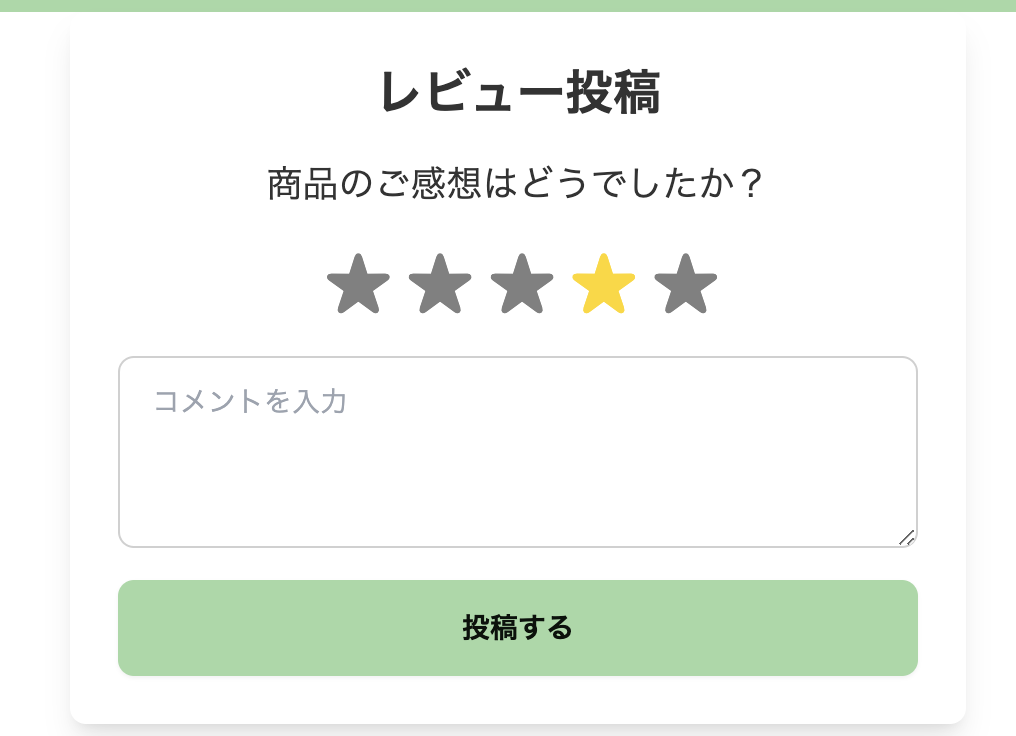 レビュー投稿
商品のご感想はどうでしたか？
コメントを入力
投稿する